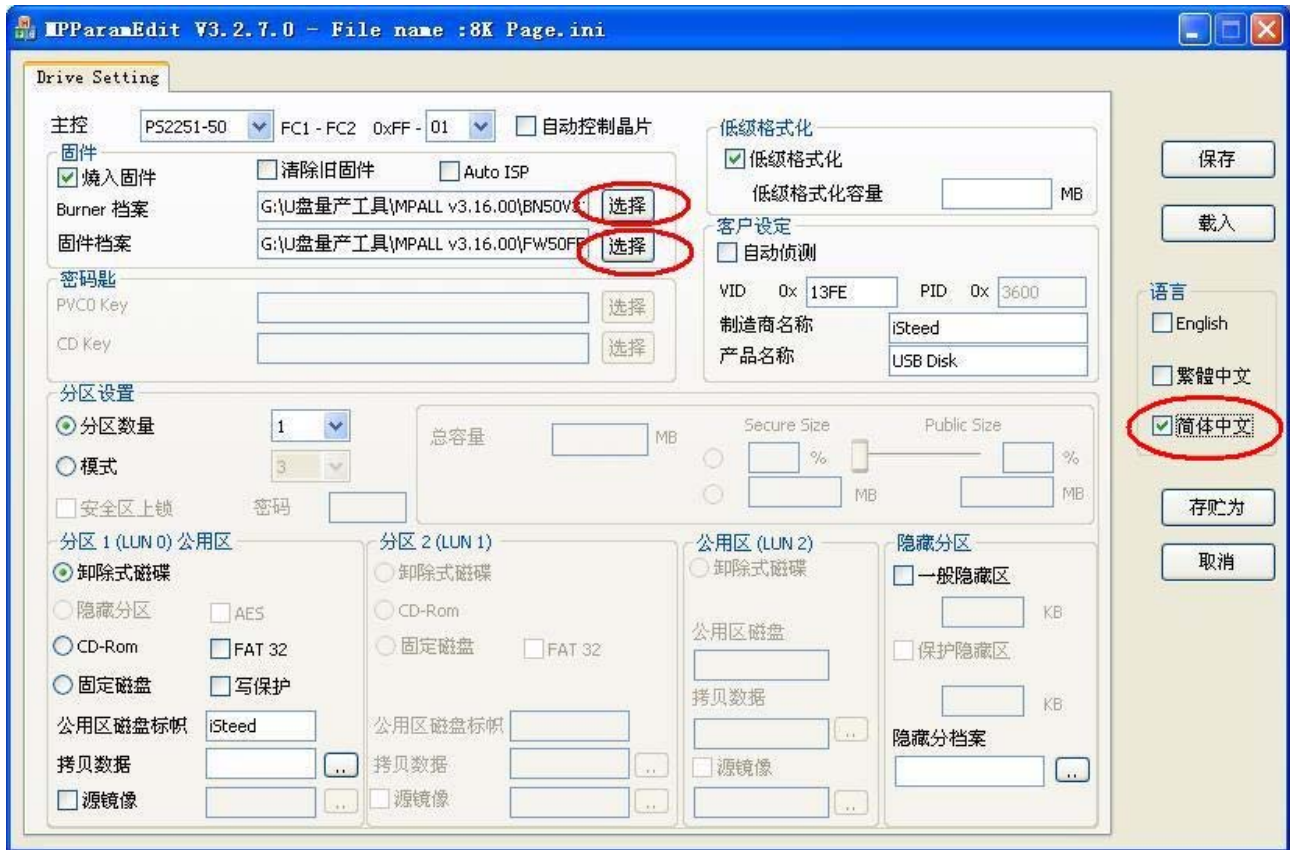 MPParamEdit V3.2.7.0 - File name :8K Page.ini
Drive Setting
主控 PS2251-50 FC1 - FC2 0xFF - 01 自动控制晶片
固件
燒入固件 清除旧固件 Auto ISP
Burner 档案 G:\U盘量产工具\MPALL v3.16.00\BN50V3 选择
固件档案 G:\U盘量产工具\MPALL v3.16.00\FW50FF 选择
密码匙
PVC0 Key 选择
CD Key 选择
低级格式化
低级格式化
低级格式化容量 MB
客户设定
自动侦测
VID 0x 13FE PID 0x 3600
制造商名称 iSteed
产品名称 USB Disk
分区设置
分区数量 1
模式 3
安全区上锁 密码
总容量 MB
Secure Size Public Size
% %
MB MB
分区 1 (LUN 0) 公用区
卸除式磁碟
隐藏分区 AES
CD-Rom FAT 32
固定磁盘 写保护
公用区磁盘标帜 iSteed
拷贝数据 ..
源镜像 ..
分区 2 (LUN 1)
卸除式磁碟
CD-Rom
固定磁盘 FAT 32
公用区磁盘标帜
拷贝数据 ..
源镜像 ..
公用区 (LUN 2)
卸除式磁碟
公用区磁盘
拷贝数据
..
源镜像
..
隐藏分区
一般隐藏区
KB
保护隐藏区
KB
隐藏分档案
..
保存
载入
语言
English
繁體中文
简体中文
存贮为
取消